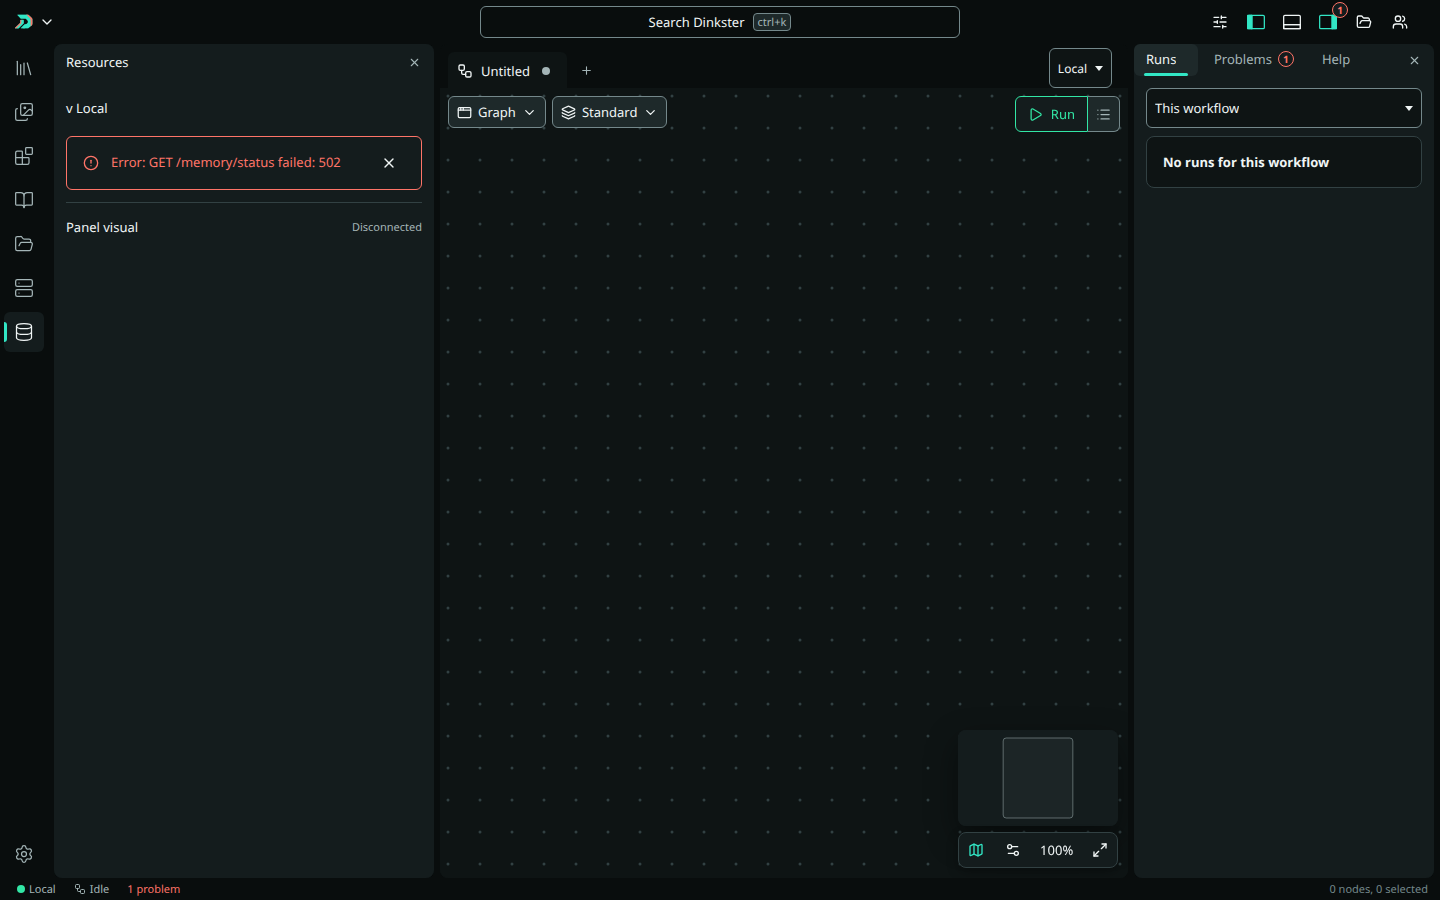 Search Dinkster ctrl+k
1
Resources
v Local
Error: GET /memory/status failed: 502
Panel visual Disconnected
Untitled
Local
Graph Standard
Run
100%
Runs Problems 1 Help
This workflow
No runs for this workflow
Local Idle 1 problem
0 nodes, 0 selected